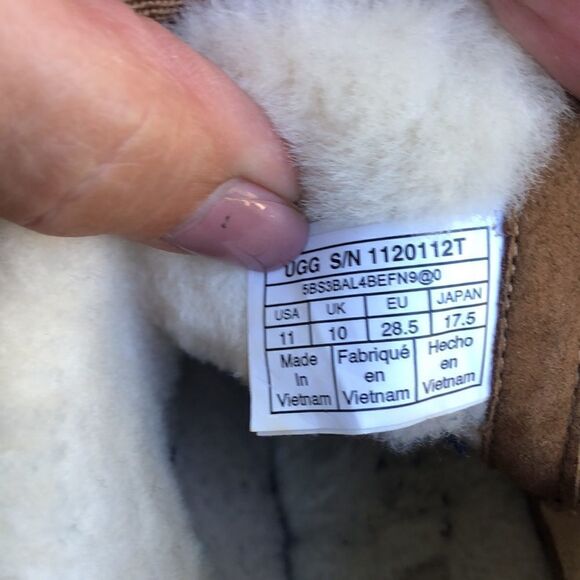 UGG S/N 1120112T
5BS3BAL4BEFN9@0
USA UK EU JAPAN
11 10 28.5 17.5
Made In Vietnam
Fabriqué en Vietnam
Hecho en Vietnam